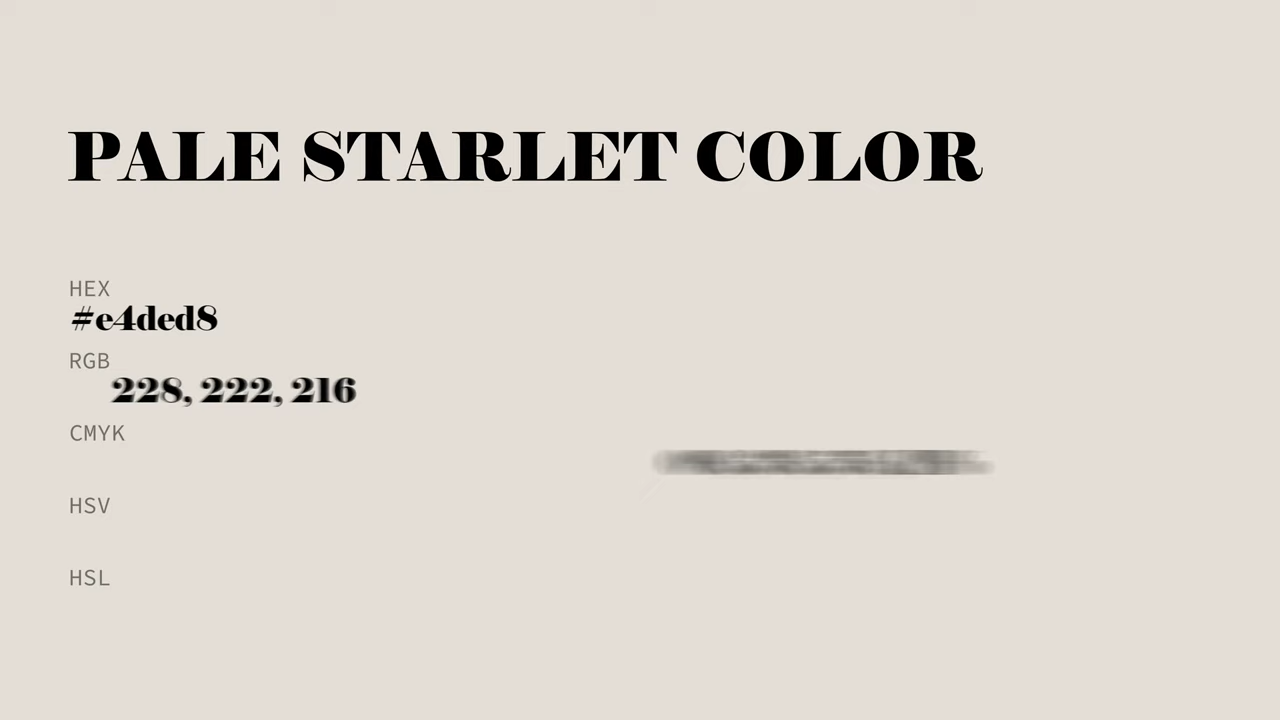 PALE STARLET COLOR
HEX
#e4ded8
RGB
228, 222, 216
CMYK
HSV
HSL